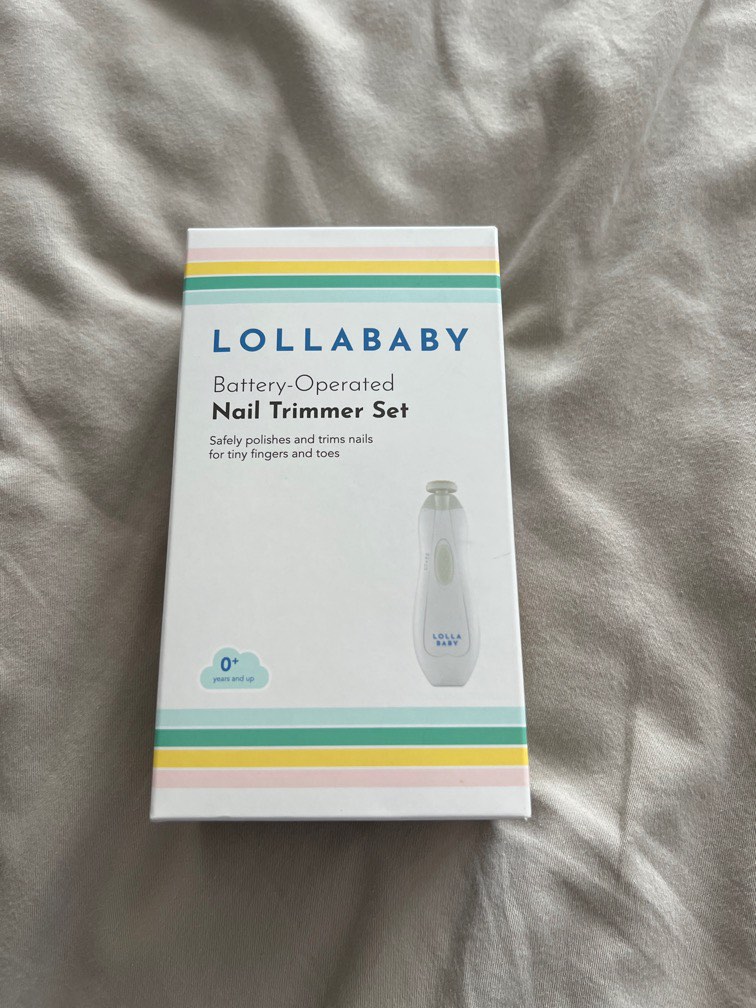 LOLLABABY
Battery-Operated
Nail Trimmer Set
Safely polishes and trims nails
for tiny fingers and toes
LOLLA
BABY
0+
years and up